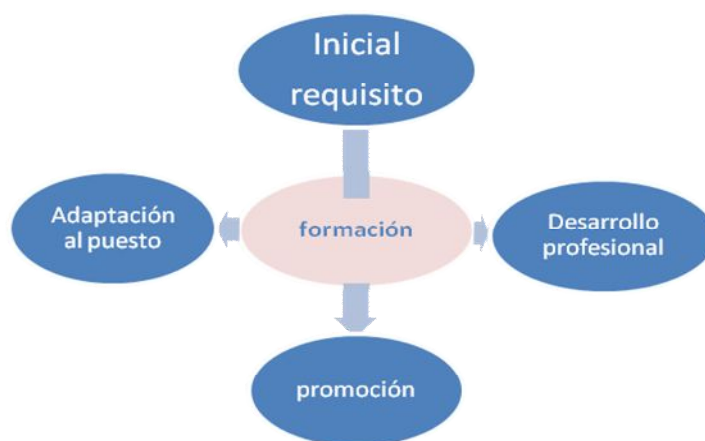 Inicial
requisito
Adaptación
al puesto
formación
Desarrollo
profesional
promoción